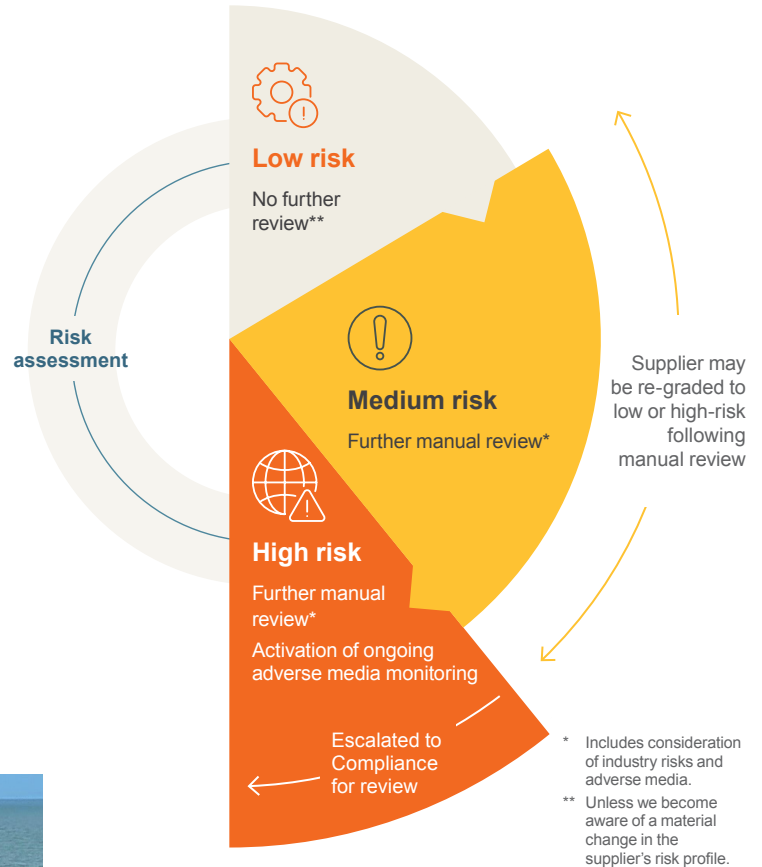 Low risk
No further
review**
Risk
assessment
Medium risk
Further manual review*
Supplier may
be re-graded to
low or high-risk
following
manual review
High risk
Further manual
review*
Activation of ongoing
adverse media monitoring
Escalated to
Compliance
for review
* Includes consideration
of industry risks and
adverse media.
** Unless we become
aware of a material
change in the
supplier's risk profile.